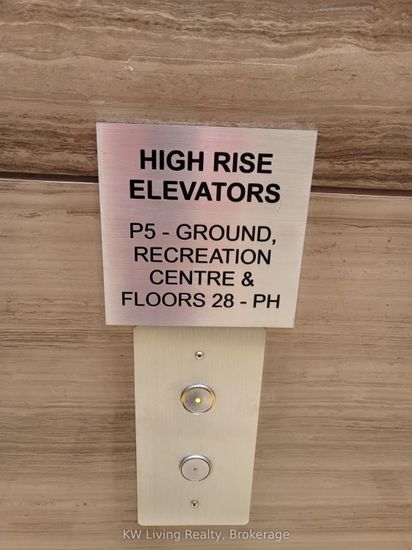 HIGH RISE
ELEVATORS
P5 - GROUND,
RECREATION
CENTRE &
FLOORS 28 - PH
KW Living Realty, Brokerage